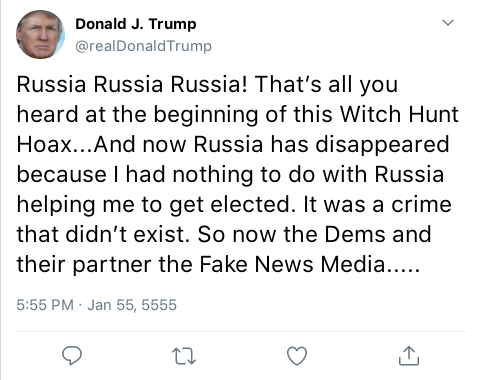 Donald J. Trump
@realDonaldTrump
Russia Russia Russia! That’s all you
heard at the beginning of this Witch Hunt
Hoax...And now Russia has disappeared
because I had nothing to do with Russia
helping me to get elected. It was a crime
that didn’t exist. So now the Dems and
their partner the Fake News Media.....
5:55 PM · Jan 55, 5555